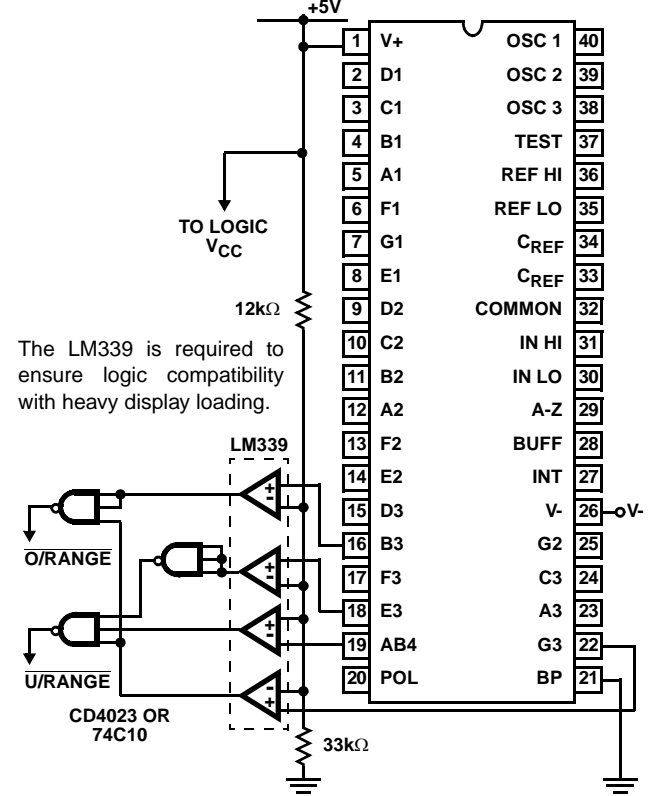 +5V
1 V+ OSC 1 40
2 D1 OSC 2 39
3 C1 OSC 3 38
4 B1 TEST 37
5 A1 REF HI 36
6 F1 REF LO 35
7 G1 CREF 34
8 E1 CREF 33
9 D2 COMMON 32
10 C2 IN HI 31
11 B2 IN LO 30
12 A2 A-Z 29
13 F2 BUFF 28
14 E2 INT 27
15 D3 V- 26 V-
16 B3 G2 25
17 F3 C3 24
18 E3 A3 23
19 AB4 G3 22
20 POL BP 21
TO LOGIC
VCC
12kΩ
The LM339 is required to
ensure logic compatibility
with heavy display loading.
LM339
+
-
+
-
+
-
-
+
O/RANGE
U/RANGE
CD4023 OR
74C10
33kΩ